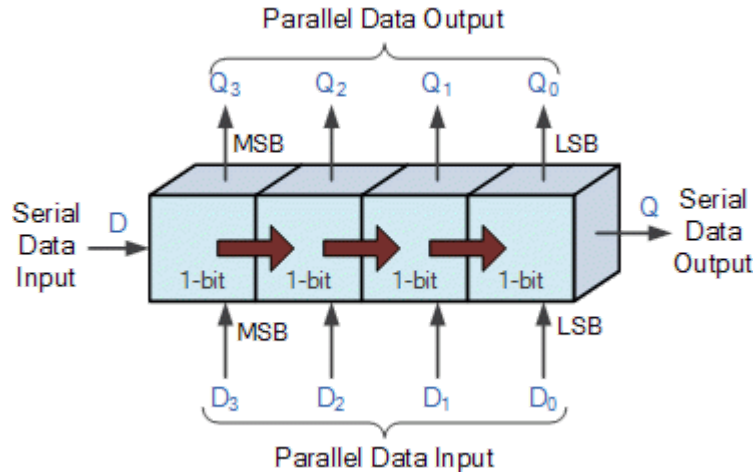 Parallel Data Output
Q3 Q2 Q1 Q0
MSB LSB
Serial Data Input
D
1-bit 1-bit 1-bit 1-bit
Q
Serial Data Output
MSB LSB
D3 D2 D1 D0
Parallel Data Input